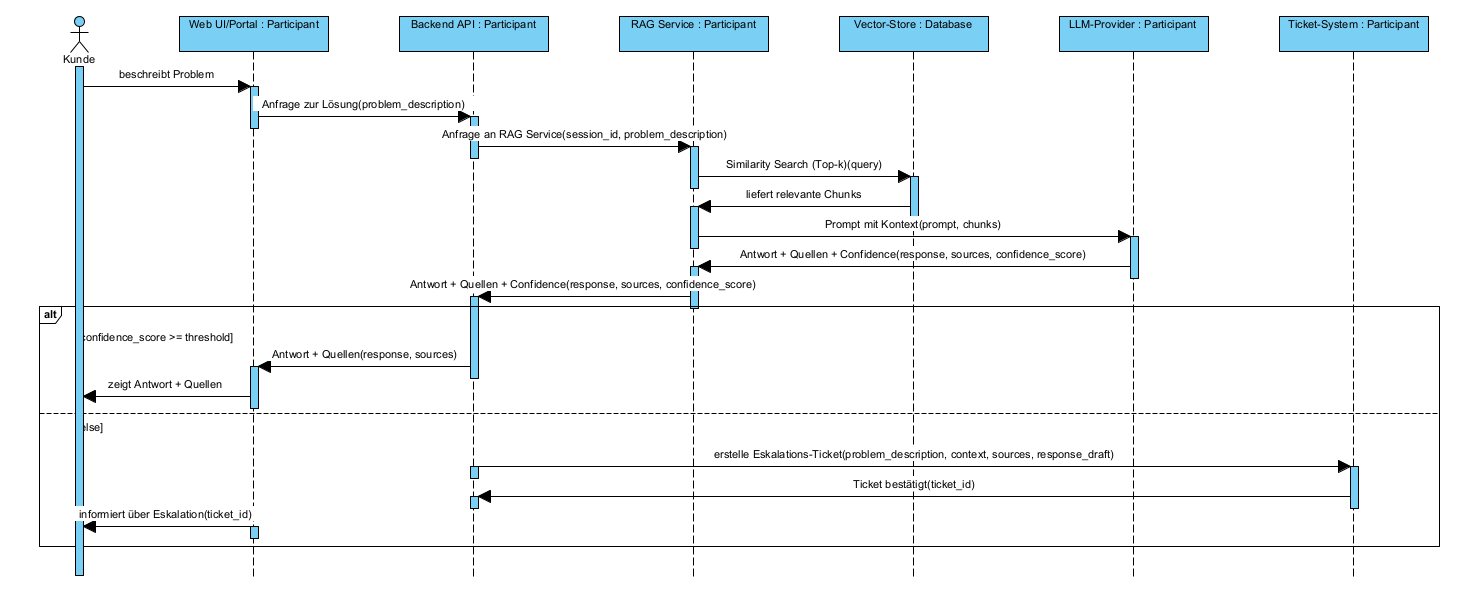 Web UI/Portal : Participant
Backend API : Participant
RAG Service : Participant
Vector-Store : Database
LLM-Provider : Participant
Ticket-System : Participant
Kunde
beschreibt Problem
Anfrage zur Lösung(problem_description)
Anfrage an RAG Service(session_id, problem_description)
Similarity Search (Top-k)(query)
liefert relevante Chunks
Prompt mit Kontext(prompt, chunks)
Antwort + Quellen + Confidence(response, sources, confidence_score)
Antwort + Quellen + Confidence(response, sources, confidence_score)
alt
confidence_score >= threshold]
Antwort + Quellen(response, sources)
zeigt Antwort + Quellen
else]
erstelle Eskalations-Ticket(problem_description, context, sources, response_draft)
Ticket bestätigt(ticket_id)
informiert über Eskalation(ticket_id)